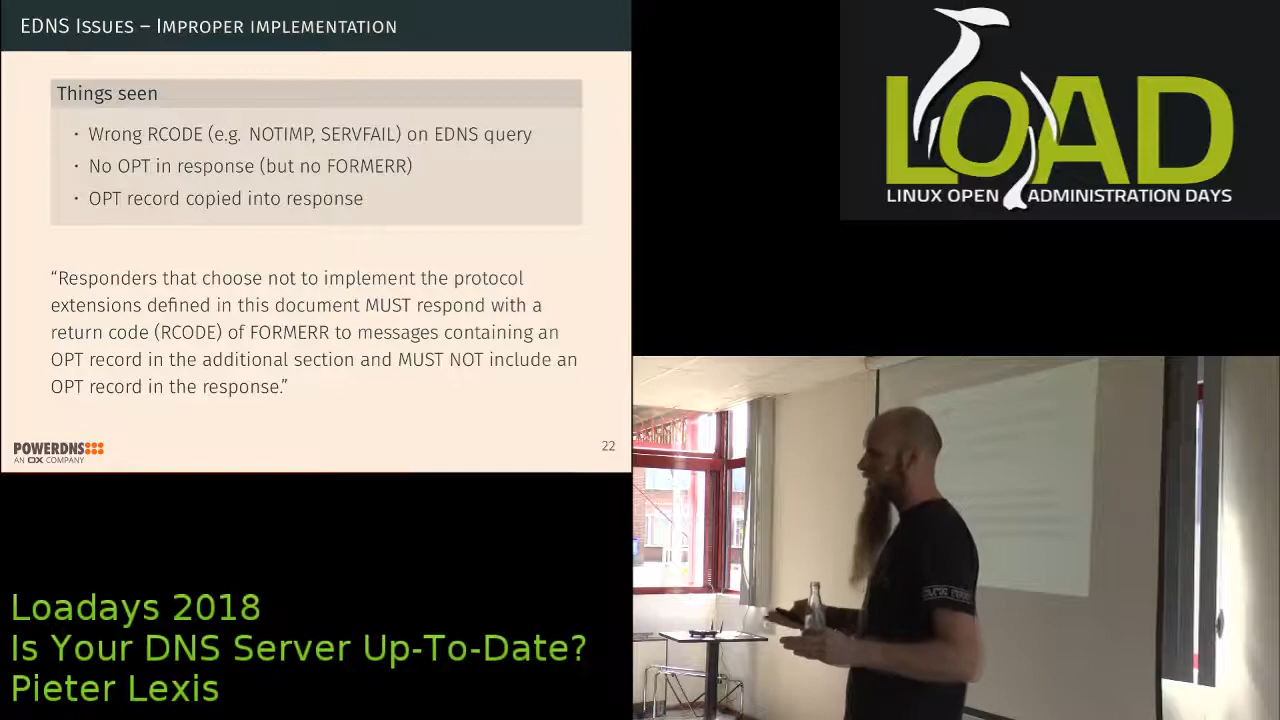 EDNS ISSUES – IMPROPER IMPLEMENTATION
Things seen
· Wrong RCODE (e.g. NOTIMP, SERVFAIL) on EDNS query
· No OPT in response (but no FORMERR)
· OPT record copied into response
“Responders that choose not to implement the protocol
extensions defined in this document MUST respond with a
return code (RCODE) of FORMERR to messages containing an
OPT record in the additional section and MUST NOT include an
OPT record in the response.”
POWERDNS
AN OX COMPANY
22
LOAD
LINUX OPEN ADMINISTRATION DAYS
Loadays 2018
Is Your DNS Server Up-To-Date?
Pieter Lexis